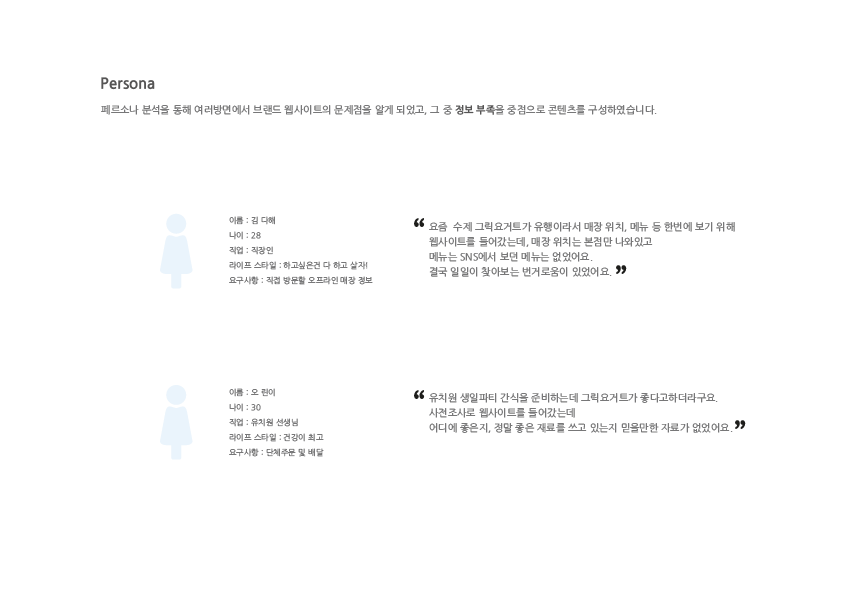 Persona
페르소나 분석을 통해 여러방면에서 브랜드 웹사이트의 문제점을 알게 되었고, 그 중 정보 부족을 중점으로 콘텐츠를 구성하였습니다.
이름 : 김 다해
나이 : 28
직업 : 직장인
라이프 스타일 : 하고싶은건 다 하고 살자!
요구사항 : 직접 방문할 오프라인 매장 정보
“ 요즘 수제 그릭요거트가 유행이라서 매장 위치, 메뉴 등 한번에 보기 위해
웹사이트를 들어갔는데, 매장 위치는 본점만 나와있고
메뉴는 SNS에서 보던 메뉴는 없었어요.
결국 일일이 찾아보는 번거로움이 있었어요. ”
이름 : 오 린이
나이 : 30
직업 : 유치원 선생님
라이프 스타일 : 건강이 최고
요구사항 : 단체주문 및 배달
“ 유치원 생일파티 간식을 준비하는데 그릭요거트가 좋다고하더라구요.
사전조사로 웹사이트를 들어갔는데
어디에 좋은지, 정말 좋은 재료를 쓰고 있는지 믿을만한 자료가 없었어요. ”